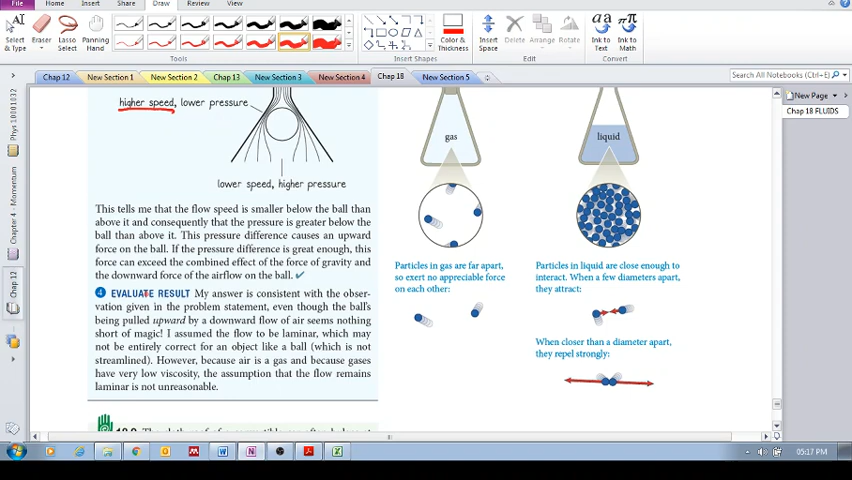 File
Home
Insert
Draw
History
Review
View
Select
& Type
Eraser
Lasso
Select
Panning
Hand
Tools
Insert Shapes
Color &
Thickness
Insert
Space
Delete
Arrange
Rotate
Edit
Ink to
Text
Ink to
Math
Convert
Chap 12
New Section 1
New Section 2
Chap 13
New Section 3
New Section 4
Chap 18
New Section 5
Search All Notebooks (Ctrl+E)
New Page
Chap 18 FLUIDS
Phys 10001032
Chapter 4 - Momentum
Chap 12
higher speed, lower pressure
lower speed, higher pressure
This tells me that the flow speed is smaller below the ball than
above it and consequently that the pressure is greater below the
ball than above it. This pressure difference causes an upward
force on the ball. If the pressure difference is great enough, this
force can exceed the combined effect of the force of gravity and
the downward force of the airflow on the ball. ✓
4 EVALUATE RESULT My answer is consistent with the obser-
vation given in the problem statement, even though the ball's
being pulled upward by a downward flow of air seems nothing
short of magic! I assumed the flow to be laminar, which may
not be entirely correct for an object like a ball (which is not
streamlined). However, because air is a gas and because gases
have very low viscosity, the assumption that the flow remains
laminar is not unreasonable.
gas
liquid
Particles in gas are far apart,
so exert no appreciable force
on each other:
Particles in liquid are close enough to
interact. When a few diameters apart,
they attract:
When closer than a diameter apart,
they repel strongly:
05:17 PM